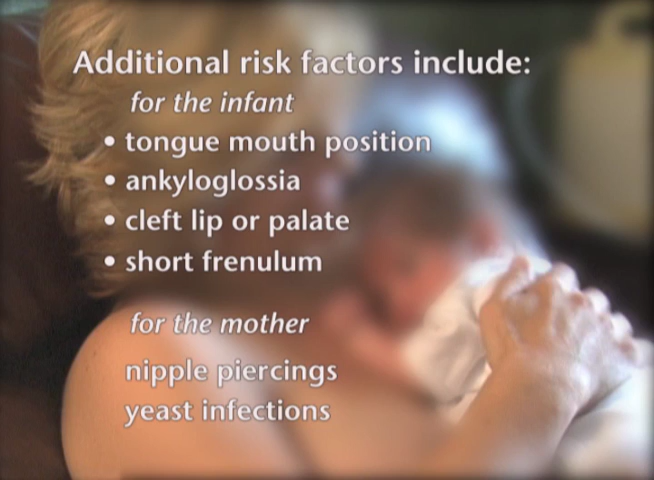 Additional risk factors include:
for the infant
• tongue mouth position
• ankyloglossia
• cleft lip or palate
• short frenulum
for the mother
nipple piercings
yeast infections